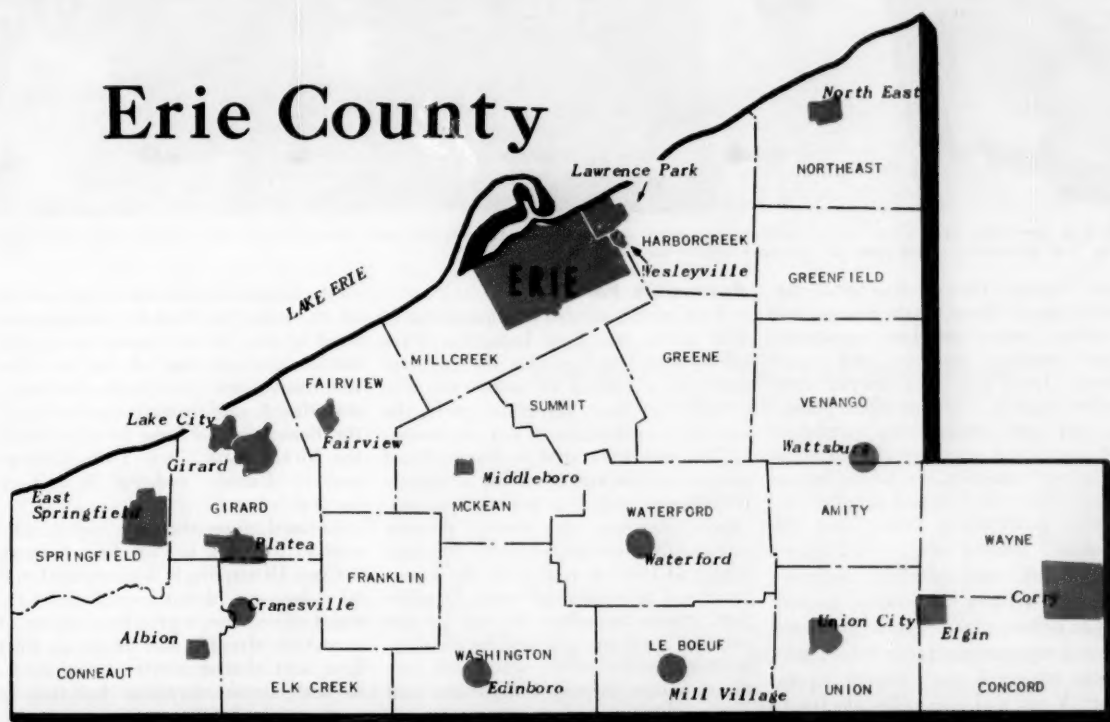 Erie County
North East
Lawrence Park
NORTHEAST
HARBORCREEK
Wesleyville
GREENFIELD
LAKE ERIE
ERIE
MILLCREEK
GREENE
FAIRVIEW
SUMMIT
VENANGO
Lake City
Fairview
Wattsburg
Girard
Middleboro
East
Springfield
GIRARD
MCKEAN
WATERFORD
AMITY
WAYNE
SPRINGFIELD
Platea
Waterford
FRANKLIN
Corry
Cranesville
Union City
Elgin
Albion
WASHINGTON
LE BOEUF
CONNEAUT
ELK CREEK
Edinboro
Mill Village
UNION
CONCORD